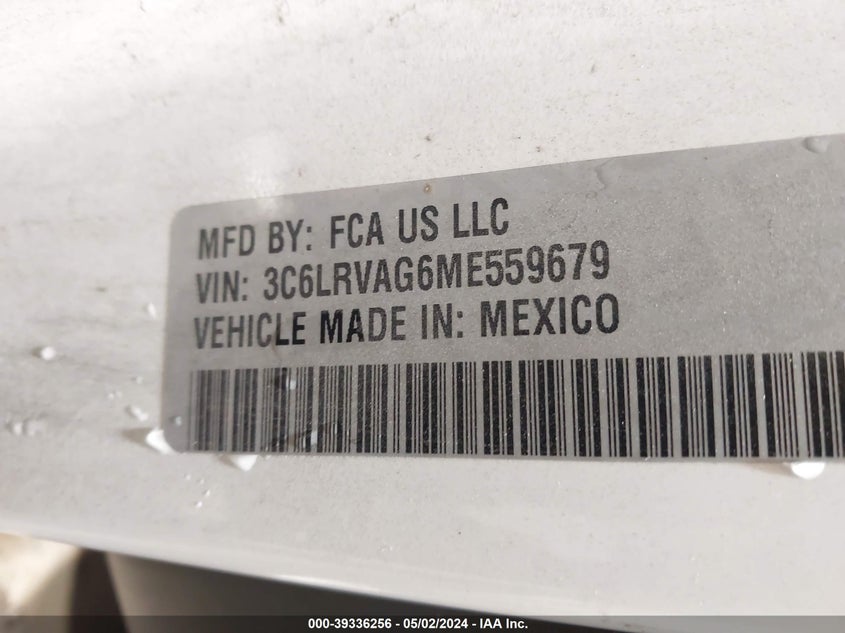 MFD BY: FCA US LLC
VIN: 3C6LRVAG6ME559679
VEHICLE MADE IN: MEXICO
000-39336256 - 05/02/2024 - IAA Inc.